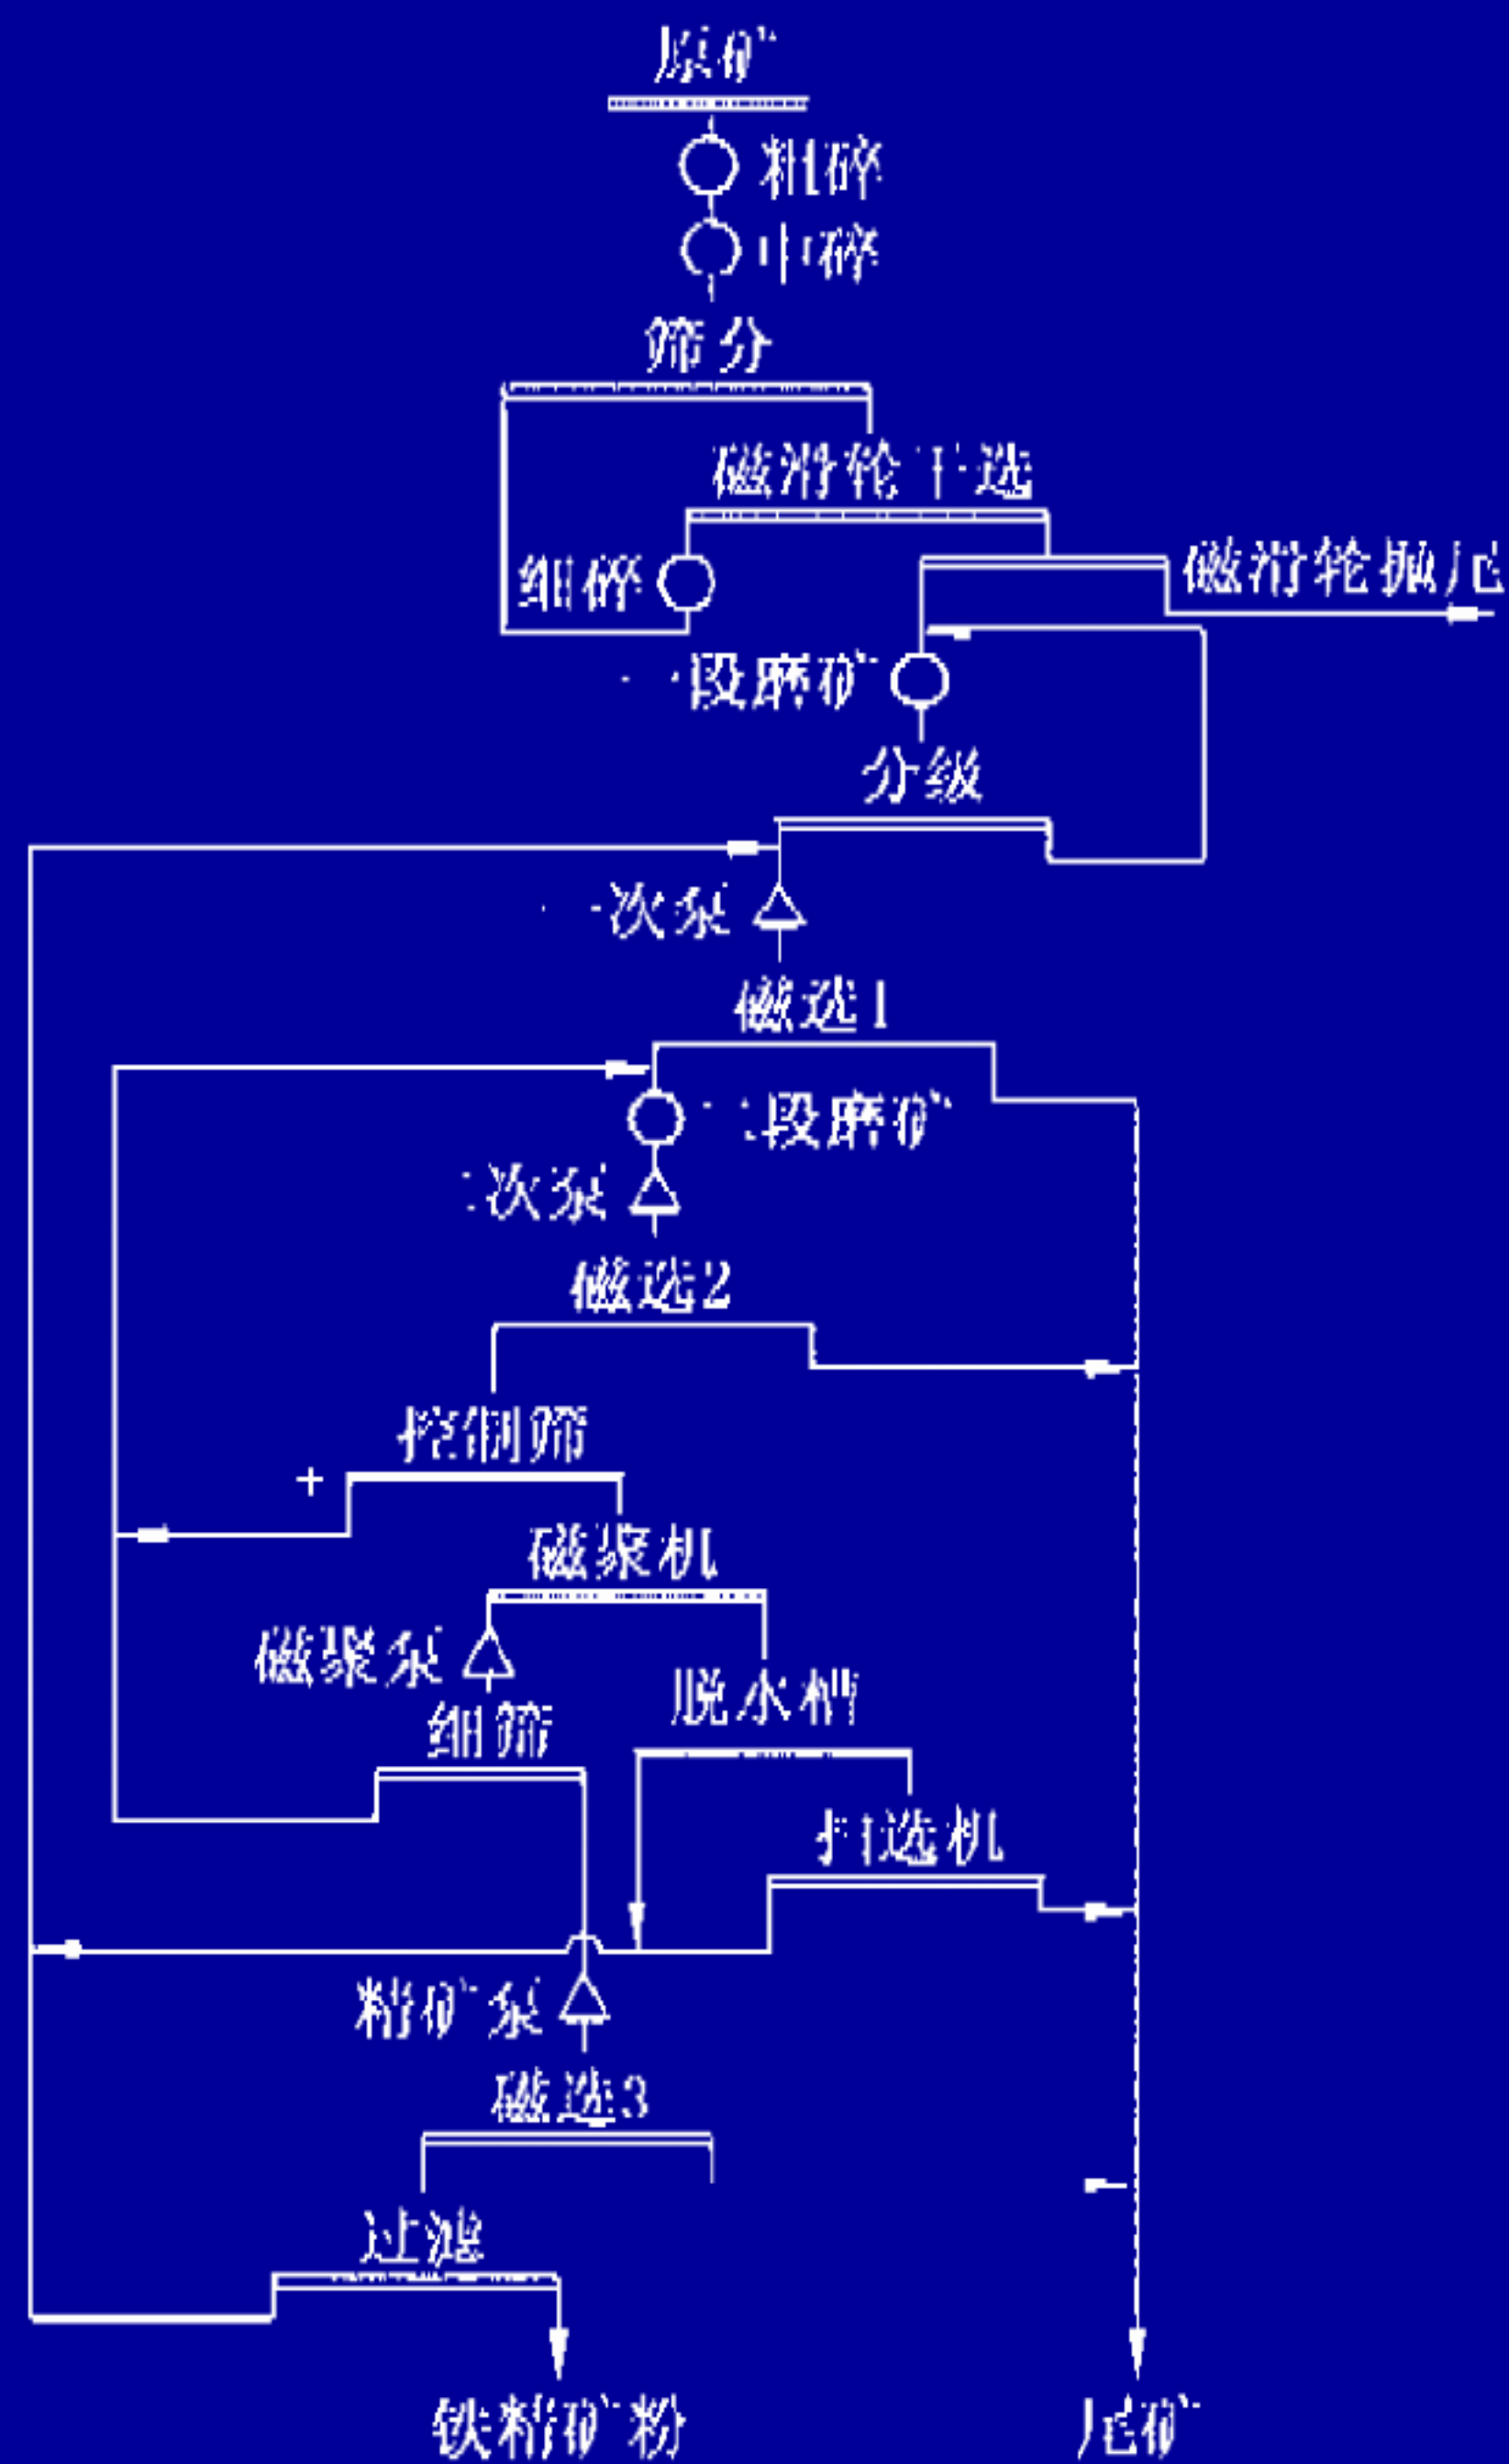 原矿
粗碎
中碎
筛分
磁滑轮干选
细碎
磁滑轮抛尾
一段磨矿
分级
一次泵
磁选1
二段磨矿
二次泵
磁选2
控制筛
+
磁聚机
磁聚泵
脱水槽
细筛
扫选机
精矿泵
磁选3
过滤
铁精矿粉
尾矿